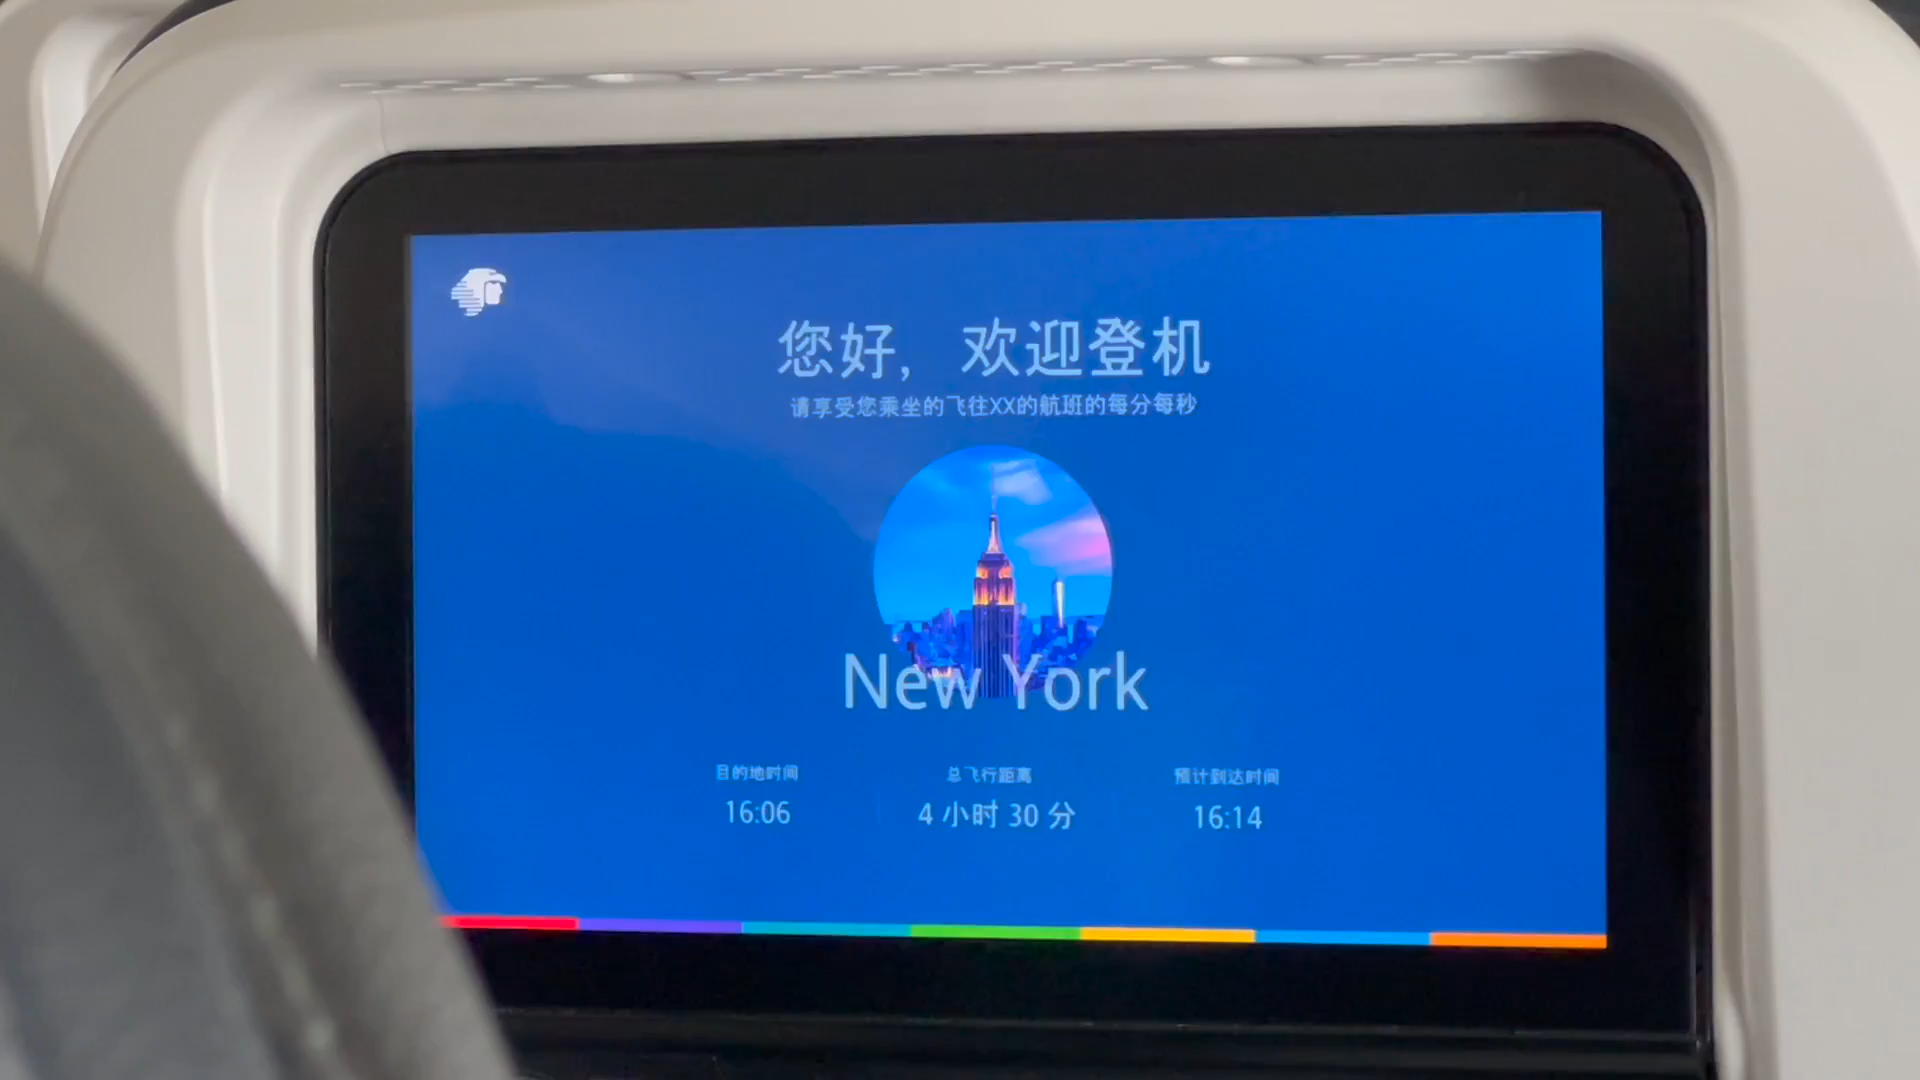 您好，欢迎登机
请享受您乘坐的飞往XX的航班的每分每秒
New York
目的地时间
16:06
总飞行距离
4 小时 30 分
预计到达时间
16:14